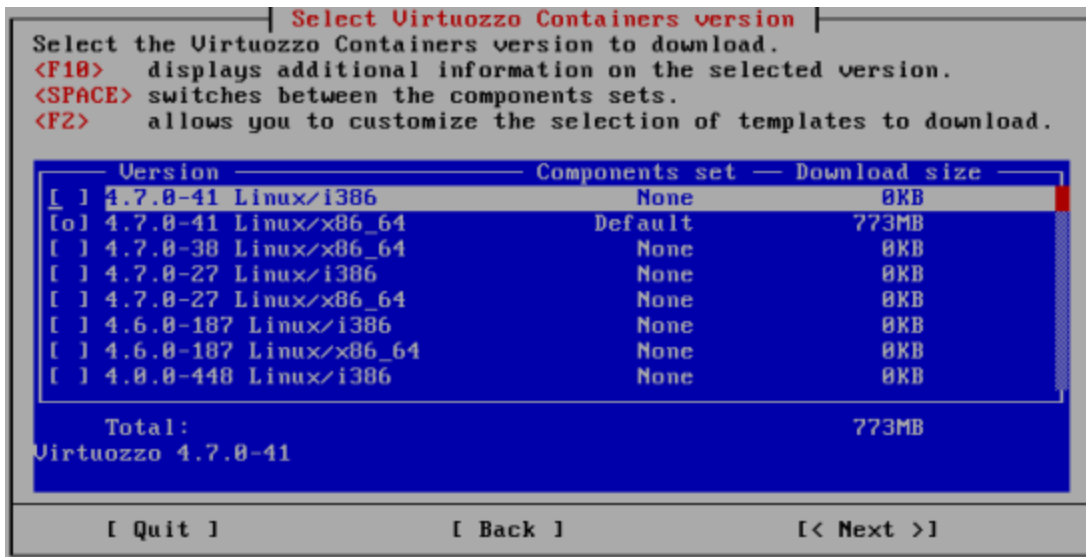 Select Virtuozzo Containers version
Select the Virtuozzo Containers version to download.
<F10> displays additional information on the selected version.
<SPACE> switches between the components sets.
<F2> allows you to customize the selection of templates to download.
Version Components set Download size
[ ] 4.7.0-41 Linux/i386 None 0KB
[o] 4.7.0-41 Linux/x86_64 Default 773MB
[ ] 4.7.0-38 Linux/x86_64 None 0KB
[ ] 4.7.0-27 Linux/i386 None 0KB
[ ] 4.7.0-27 Linux/x86_64 None 0KB
[ ] 4.6.0-187 Linux/i386 None 0KB
[ ] 4.6.0-187 Linux/x86_64 None 0KB
[ ] 4.0.0-448 Linux/i386 None 0KB
Total: 773MB
Virtuozzo 4.7.0-41
[ Quit ] [ Back ] [< Next >]